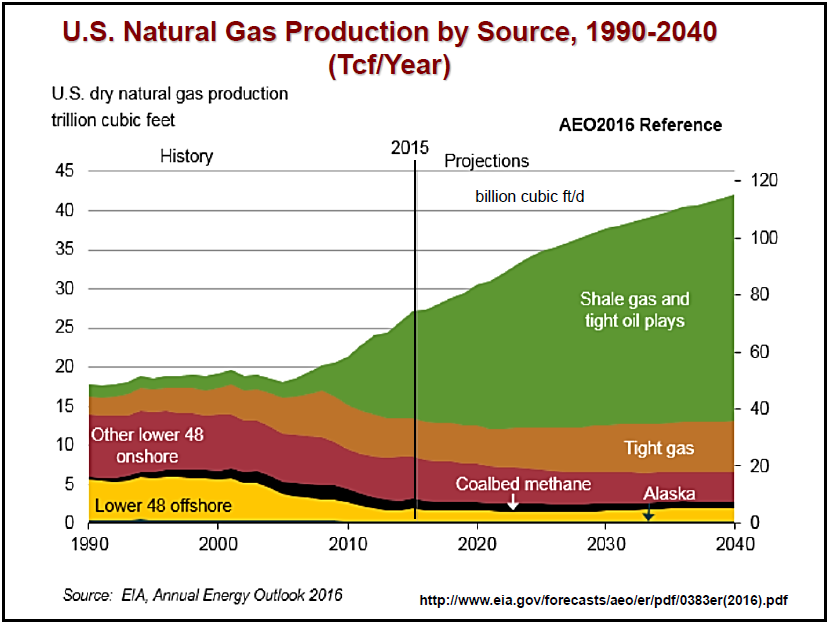 U.S. Natural Gas Production by Source, 1990-2040
(Tcf/Year)
U.S. dry natural gas production
trillion cubic feet
AEO2016 Reference
History
2015
Projections
billion cubic ft/d
45
40
35
30
25
20
15
10
5
0
120
100
80
60
40
20
0
Shale gas and
tight oil plays
Other lower 48
onshore
Tight gas
Coalbed methane
Alaska
Lower 48 offshore
1990
2000
2010
2020
2030
2040
Source: EIA, Annual Energy Outlook 2016
http://www.eia.gov/forecasts/aeo/er/pdf/0383er(2016).pdf